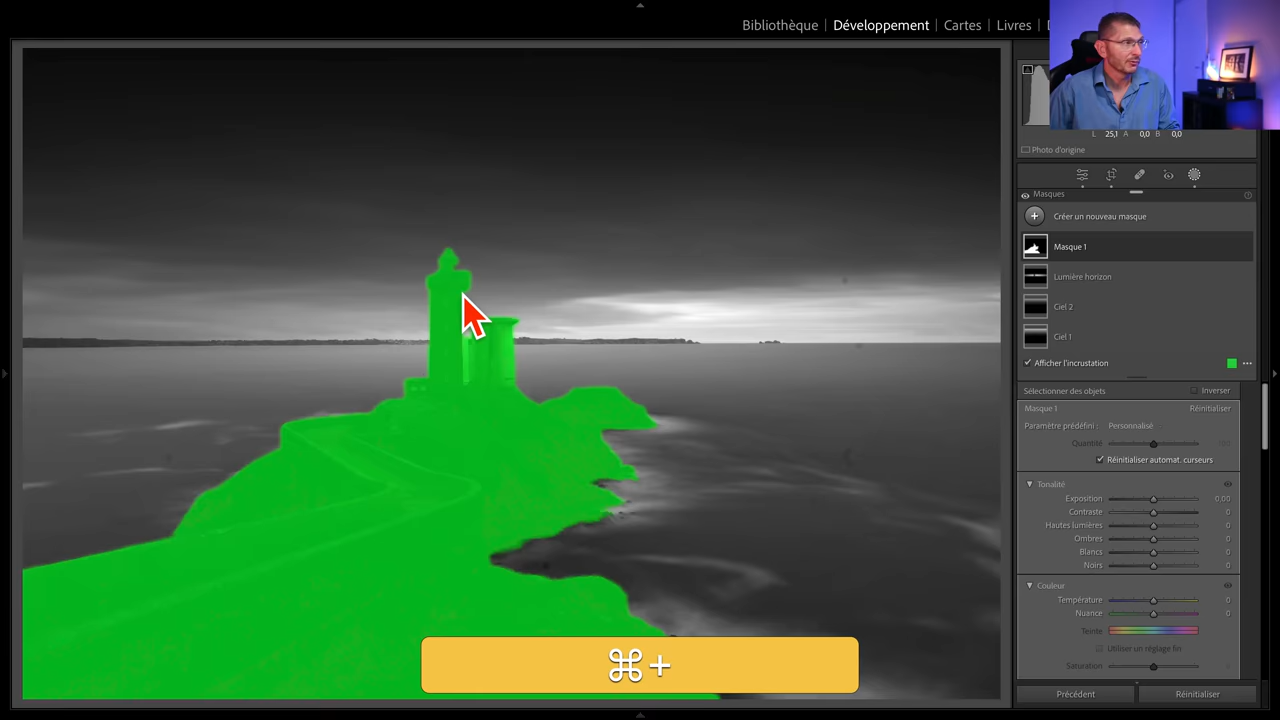 Bibliothèque | Développement | Cartes | Livres |
L 25,1 A 0,0 B 0,0
Photo d'origine
Masques
Créer un nouveau masque
Masque 1
Lumière horizon
Ciel 2
Ciel 1
Afficher l'incrustation
Sélectionner des objets Inverser
Masque 1 Réinitialiser
Paramètre prédéfini : Personnalisé
Quantité
Réinitialiser automat. curseurs
Tonalité
Exposition 0,00
Contraste 0
Hautes lumières 0
Ombres 0
Blancs 0
Noirs 0
Couleur
Température 0
Nuance 0
Teinte
Utiliser un réglage fin
Saturation
⌘+
Précédent Réinitialiser